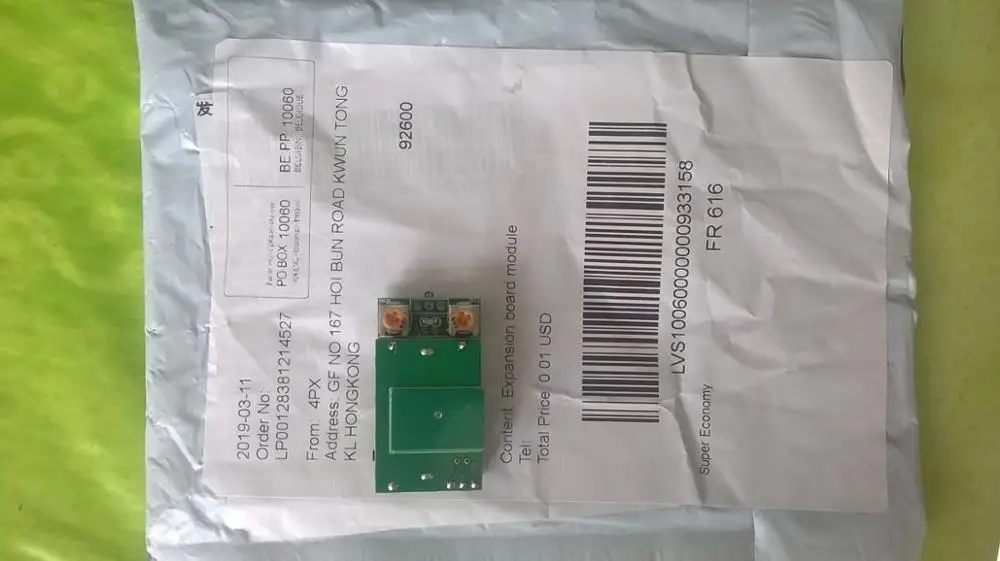 PO.BOX 10060
BE.PP. 10060
BELGIE(N) - BELGIQUE
2019-03-11
Order No:
LP00128381214527
From: 4PX
Address: GF NO 167 HOI BUN ROAD KWUN TONG
KL HONGKONG
92600
Content: Expansion board module
Tel:
Total Price: 0.01 USD
LVS10060000000933158
FR 616
Super Economy